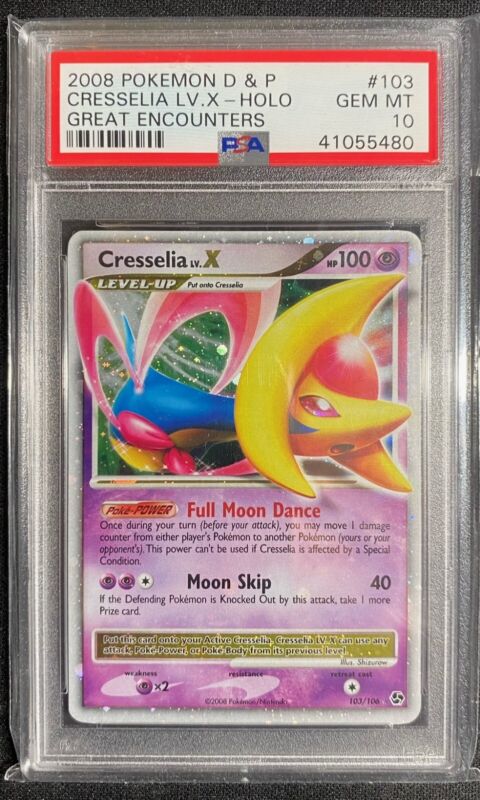 2008 POKEMON D & P #103
CRESSELIA LV.X - HOLO GEM MT
GREAT ENCOUNTERS 10
PSA 41055480
Cresselia LV.X HP 100
LEVEL-UP Put onto Cresselia
Poké-POWER Full Moon Dance
Once during your turn (before your attack), you may move 1 damage
counter from either player's Pokémon to another Pokémon (yours or your
opponent's). This power can't be used if Cresselia is affected by a Special
Condition.
Moon Skip 40
If the Defending Pokémon is Knocked Out by this attack, take 1 more
Prize card.
Put this card onto your Active Cresselia. Cresselia LV.X can use any
attack, Poké-Power, or Poké-Body from its previous level.
Illus. Shizurow
weakness resistance retreat cost
×2
©2008 Pokémon/Nintendo 103/106